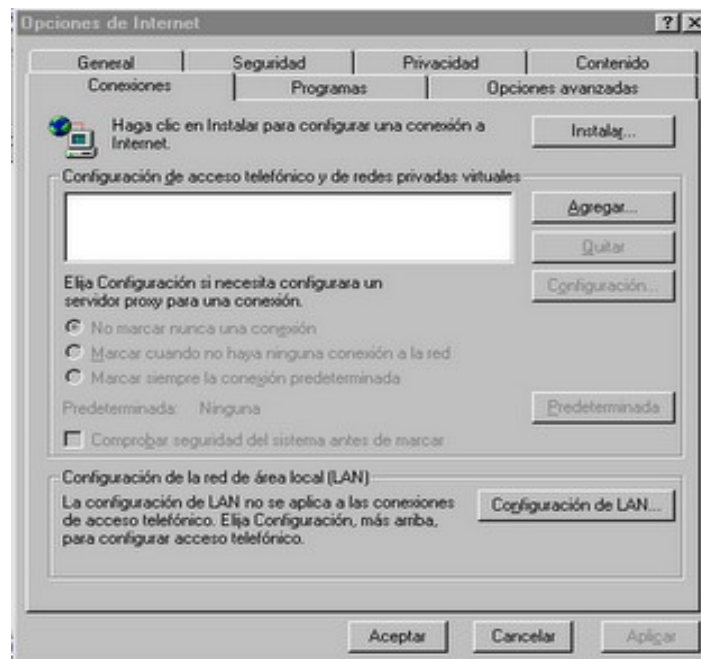 Opciones de Internet
General
Seguridad
Privacidad
Contenido
Conexiones
Programas
Opciones avanzadas
Haga clic en Instalar para configurar una conexión a
Internet.
Instalar...
Configuración de acceso telefónico y de redes privadas virtuales
Agregar...
Quitar
Elija Configuración si necesita configurara un
servidor proxy para una conexión.
Configuración...
No marcar nunca una conexión
Marcar cuando no haya ninguna conexión a la red
Marcar siempre la conexión predeterminada
Predeterminada: Ninguna
Predeterminada
Comprobar seguridad del sistema antes de marcar
Configuración de la red de área local (LAN)
La configuración de LAN no se aplica a las conexiones
de acceso telefónico. Elija Configuración, más arriba,
para configurar acceso telefónico.
Configuración de LAN...
Aceptar
Cancelar
Aplicar